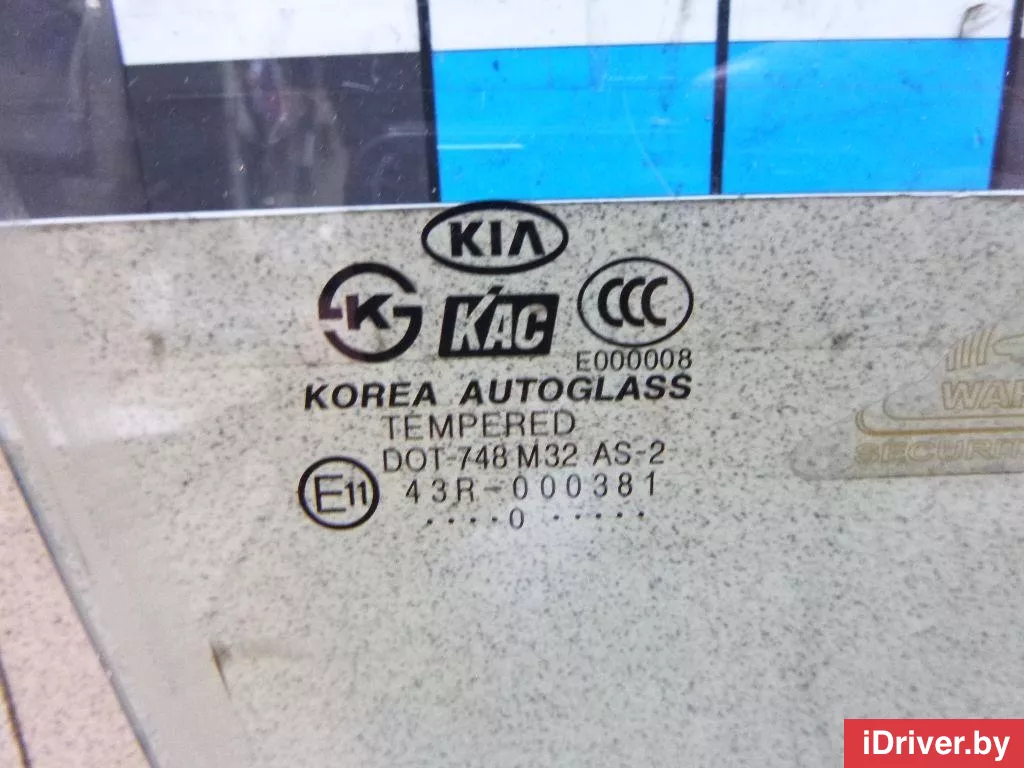 KIA
K
KAC
CCC
E000008
KOREA AUTOGLASS
TEMPERED
DOT-748 M32 AS-2
E11
43R-000381
····0 ·····
iDriver.by